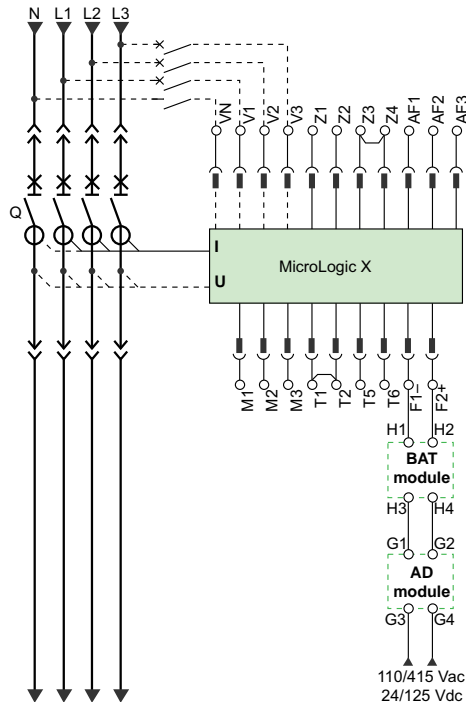 N L1 L2 L3
VN V1 V2 V3 Z1 Z2 Z3 Z4 AF1 AF2 AF3
Q
I
MicroLogic X
U
M1 M2 M3 T1 T2 T5 T6 F1– F2+
H1 H2
BAT
module
H3 H4
G1 G2
AD
module
G3 G4
110/415 Vac
24/125 Vdc